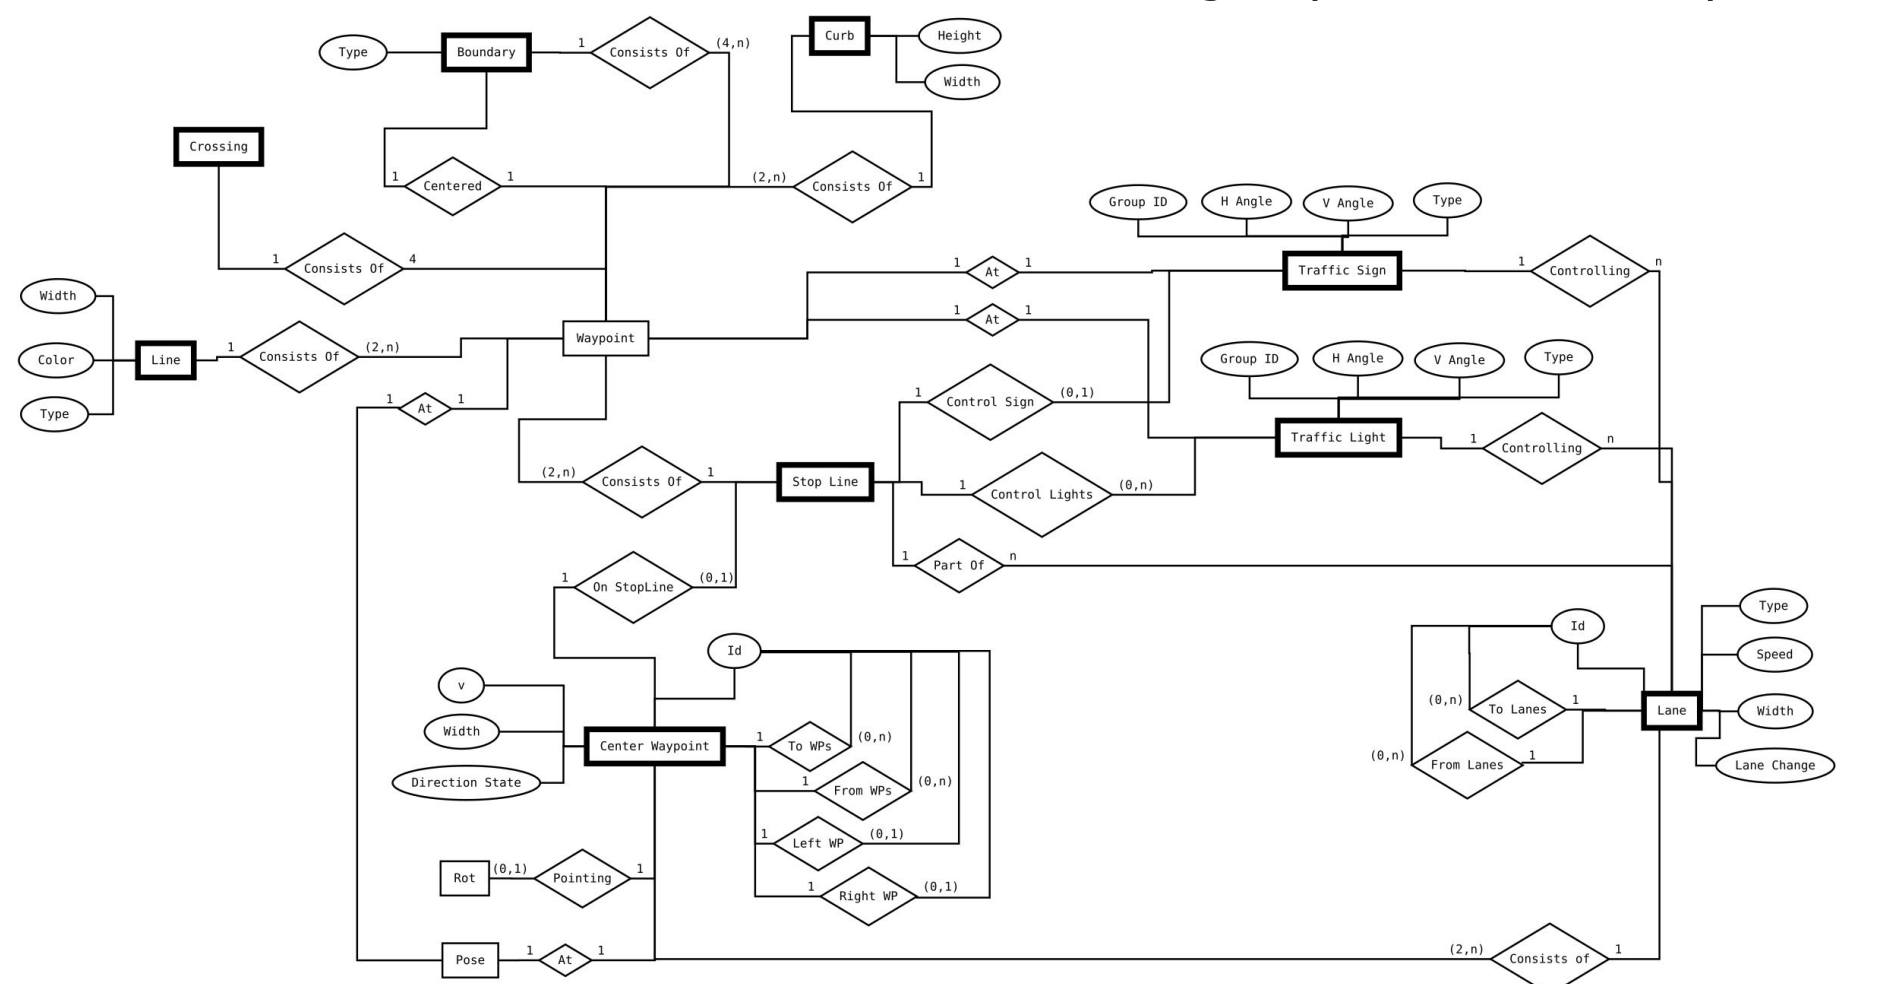 Type
Boundary
1
Consists Of
(4,n)
Curb
Height
Width
Crossing
1
Centered
1
(2,n)
Consists Of
1
Group ID
H Angle
V Angle
Type
1
Consists Of
4
1
At
1
Traffic Sign
1
Controlling
n
Width
Color
Type
Line
1
Consists Of
(2,n)
Waypoint
1
At
1
Group ID
H Angle
V Angle
Type
1
At
1
1
Control Sign
(0,1)
Traffic Light
1
Controlling
n
(2,n)
Consists Of
1
Stop Line
1
Control Lights
(0,n)
1
Part Of
n
1
On StopLine
(0,1)
Id
v
Width
Direction State
Center Waypoint
1
To WPs
(0,n)
1
From WPs
(0,n)
1
Left WP
(0,1)
1
Right WP
(0,1)
Id
Type
Speed
Width
Lane Change
Lane
(0,n)
To Lanes
1
(0,n)
From Lanes
1
Rot
(0,1)
Pointing
1
Pose
1
At
1
(2,n)
Consists of
1